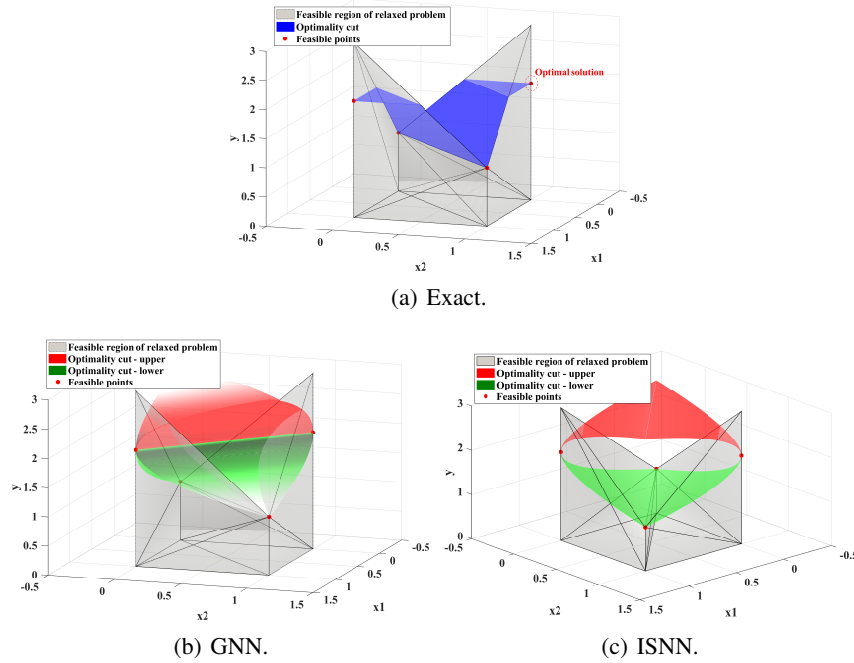 Feasible region of relaxed problem
Optimality cut
Feasible points
Optimal solution
3
2.5
2
1.5
1
0.5
0
y
-0.5
0
0.5
1
1.5
x2
1.5
1
0.5
0
-0.5
x1
(a) Exact.
Feasible region of relaxed problem
Optimality cut - upper
Optimality cut - lower
Feasible points
3
2.5
2
1.5
1
0.5
0
y
-0.5
0
0.5
1
1.5
x2
1.5
1
0.5
0
-0.5
x1
(b) GNN.
Feasible region of relaxed problem
Optimality cut - upper
Optimality cut - lower
Feasible points
3
2
1
0
y
-0.5
0
0.5
1
1.5
x2
1.5
1
0.5
0
-0.5
x1
(c) ISNN.